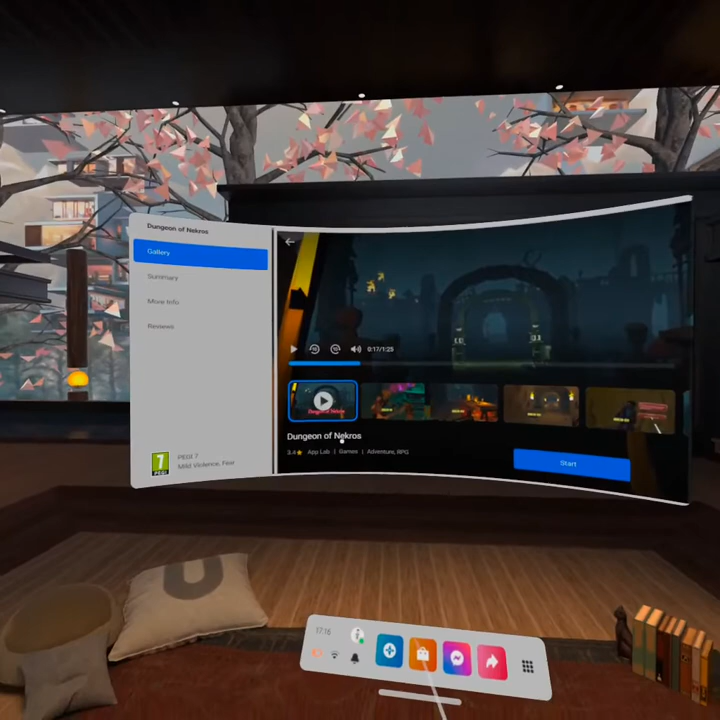 Dungeon of Nekros
Gallery
Summary
More Info
Reviews
0:17/1:25
Dungeon of Nekros
3.4★ App Lab | Games | Adventure, RPG
Start
7
PEGI 7
Mild Violence, Fear
17:16